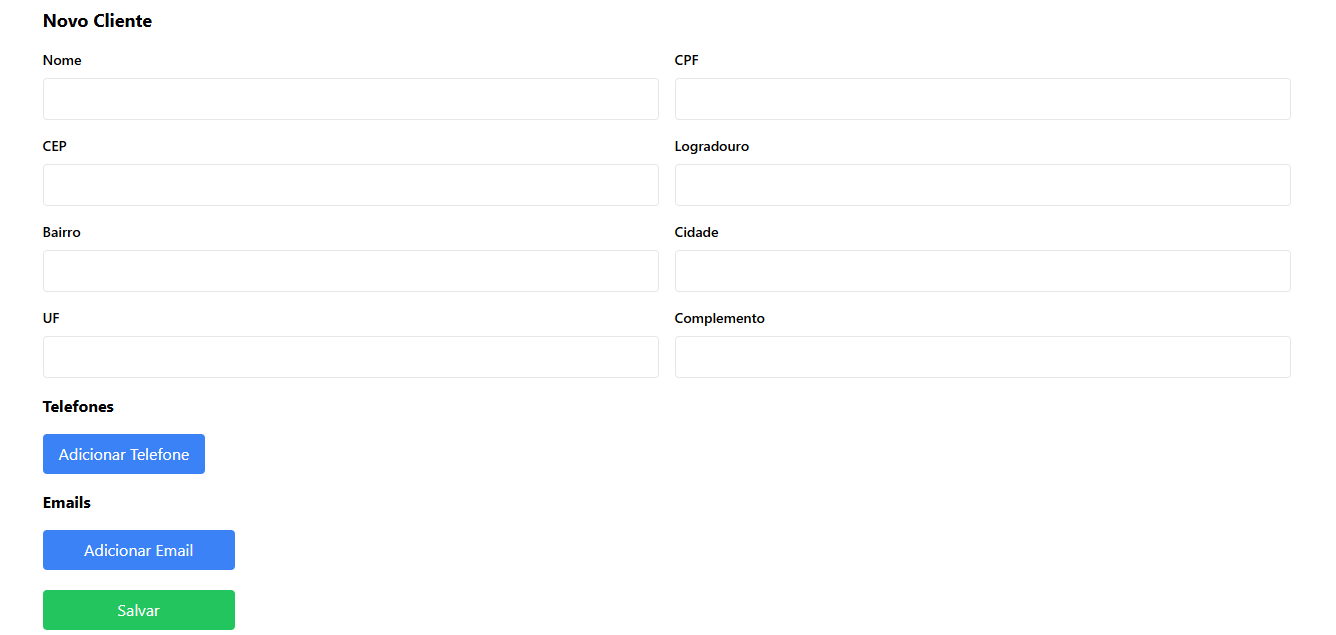 Novo Cliente
Nome
CPF
CEP
Logradouro
Bairro
Cidade
UF
Complemento
Telefones
Adicionar Telefone
Emails
Adicionar Email
Salvar